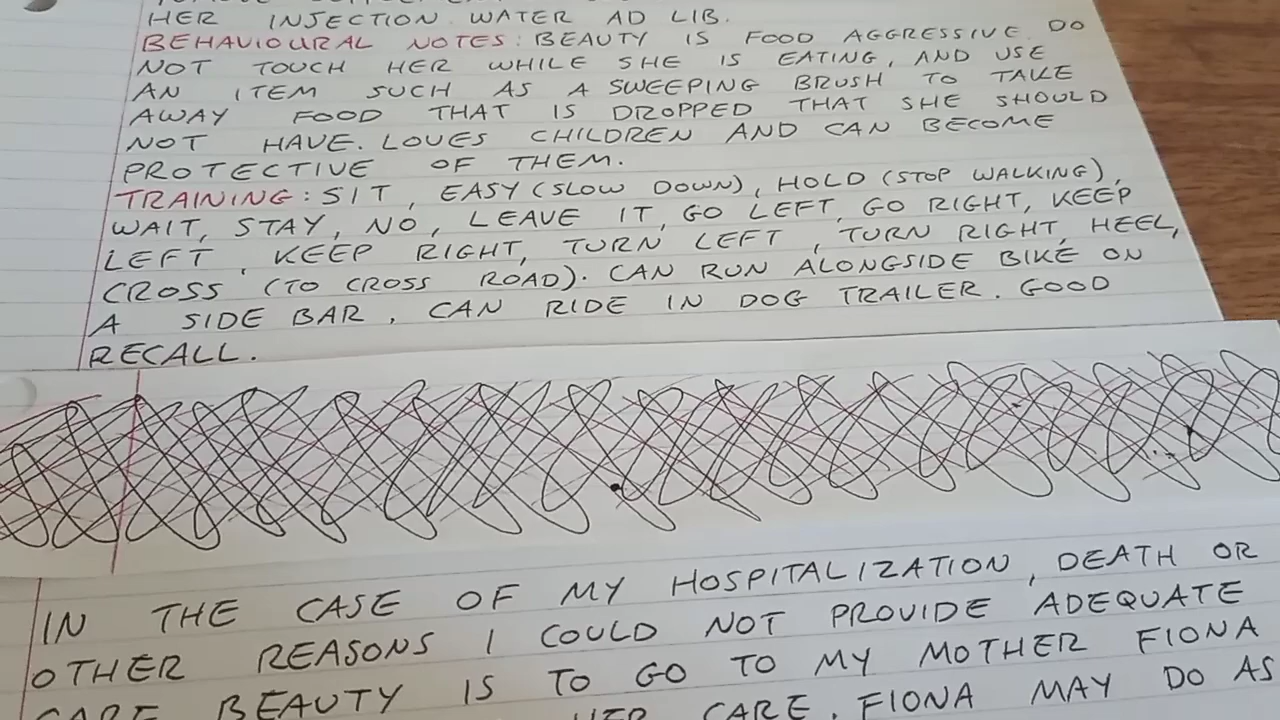 HER INJECTION. WATER AD LIB.
BEHAVIOURAL NOTES: BEAUTY IS FOOD AGGRESSIVE. DO
NOT TOUCH HER WHILE SHE IS EATING, AND USE
AN ITEM SUCH AS A SWEEPING BRUSH TO TAKE
AWAY FOOD THAT IS DROPPED THAT SHE SHOULD
NOT HAVE. LOVES CHILDREN AND CAN BECOME
PROTECTIVE OF THEM.
TRAINING: SIT, EASY (SLOW DOWN), HOLD (STOP WALKING),
WAIT, STAY, NO, LEAVE IT, GO LEFT, GO RIGHT, KEEP
LEFT, KEEP RIGHT, TURN LEFT, TURN RIGHT, HEEL,
CROSS (TO CROSS ROAD). CAN RUN ALONGSIDE BIKE ON
A SIDE BAR, CAN RIDE IN DOG TRAILER. GOOD
RECALL.
IN THE CASE OF MY HOSPITALIZATION, DEATH OR
OTHER REASONS I COULD NOT PROVIDE ADEQUATE
CARE BEAUTY IS TO GO TO MY MOTHER FIONA
HER CARE. FIONA MAY DO AS